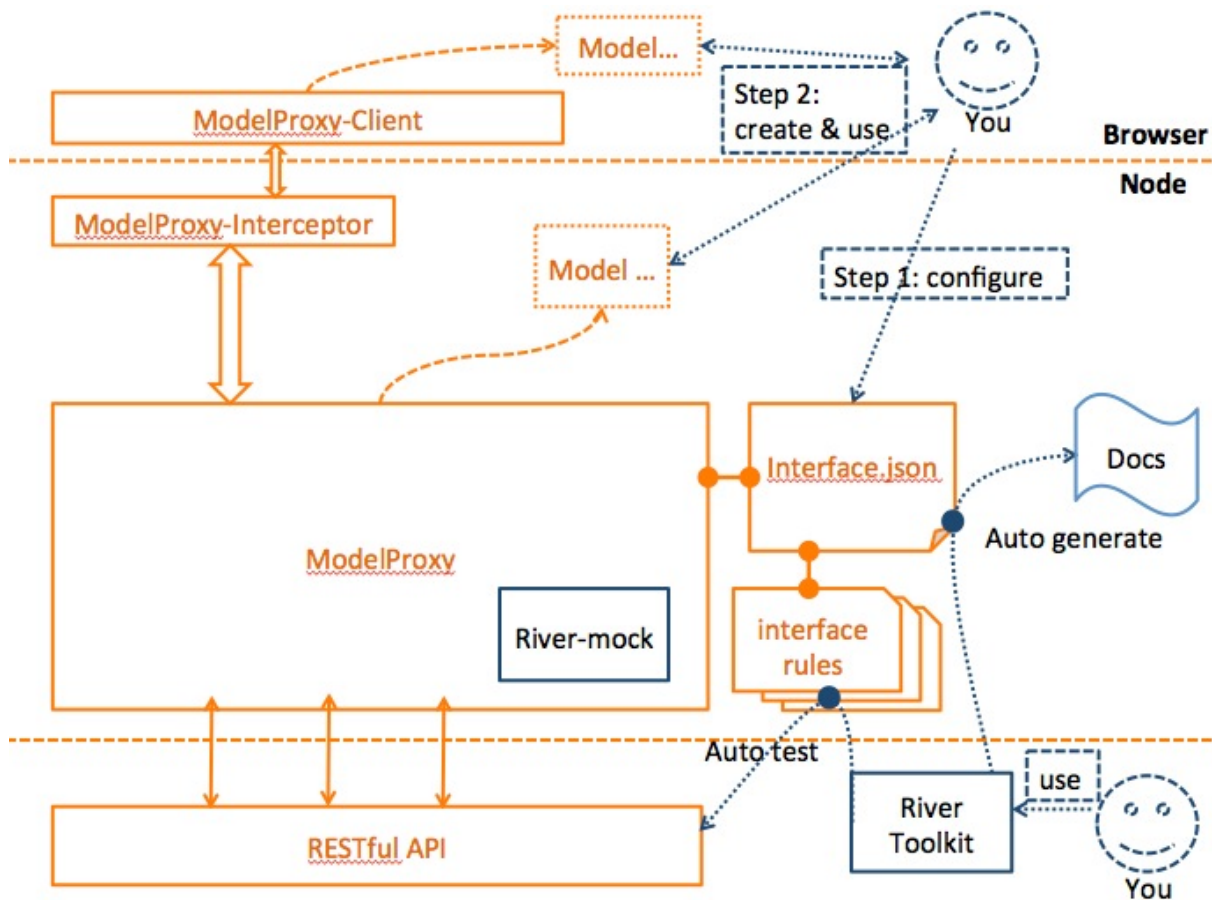 Model...
ModelProxy-Client
Step 2:
create & use
You
Browser
Node
ModelProxy-Interceptor
Model ...
Step 1: configure
Interface.json
Docs
Auto generate
ModelProxy
River-mock
interface
rules
Auto test
use
River
Toolkit
RESTful API
You